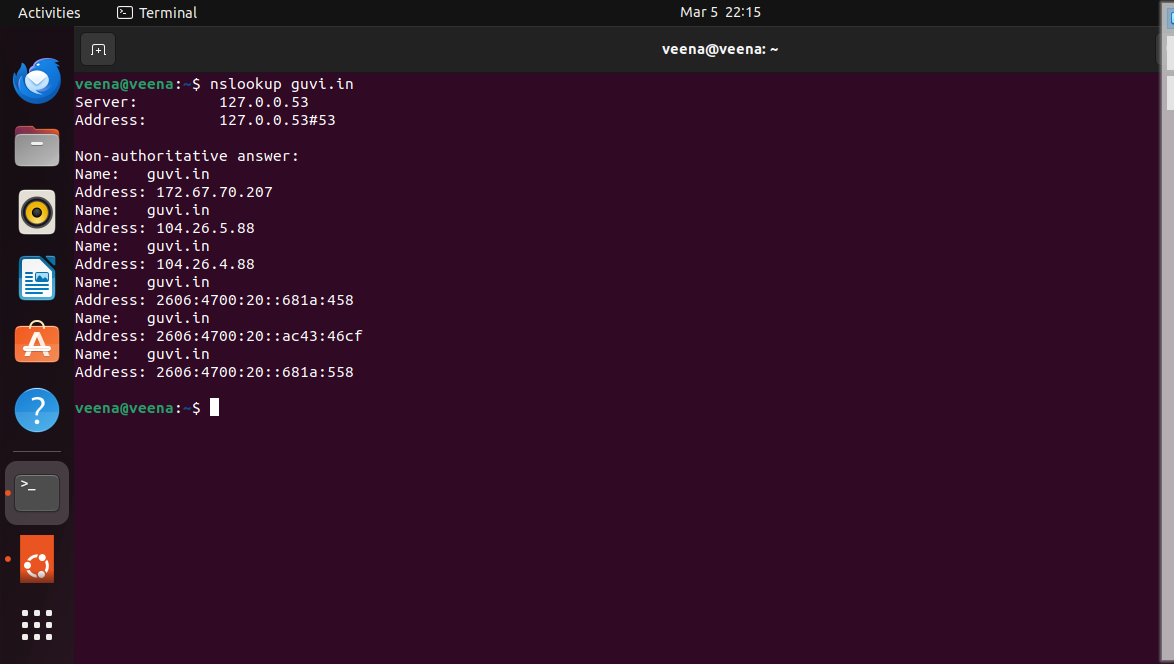 Activities Terminal Mar 5 22:15
veena@veena: ~
veena@veena:~$ nslookup guvi.in
Server:		127.0.0.53
Address:	127.0.0.53#53

Non-authoritative answer:
Name:	guvi.in
Address: 172.67.70.207
Name:	guvi.in
Address: 104.26.5.88
Name:	guvi.in
Address: 104.26.4.88
Name:	guvi.in
Address: 2606:4700:20::681a:458
Name:	guvi.in
Address: 2606:4700:20::ac43:46cf
Name:	guvi.in
Address: 2606:4700:20::681a:558

veena@veena:~$